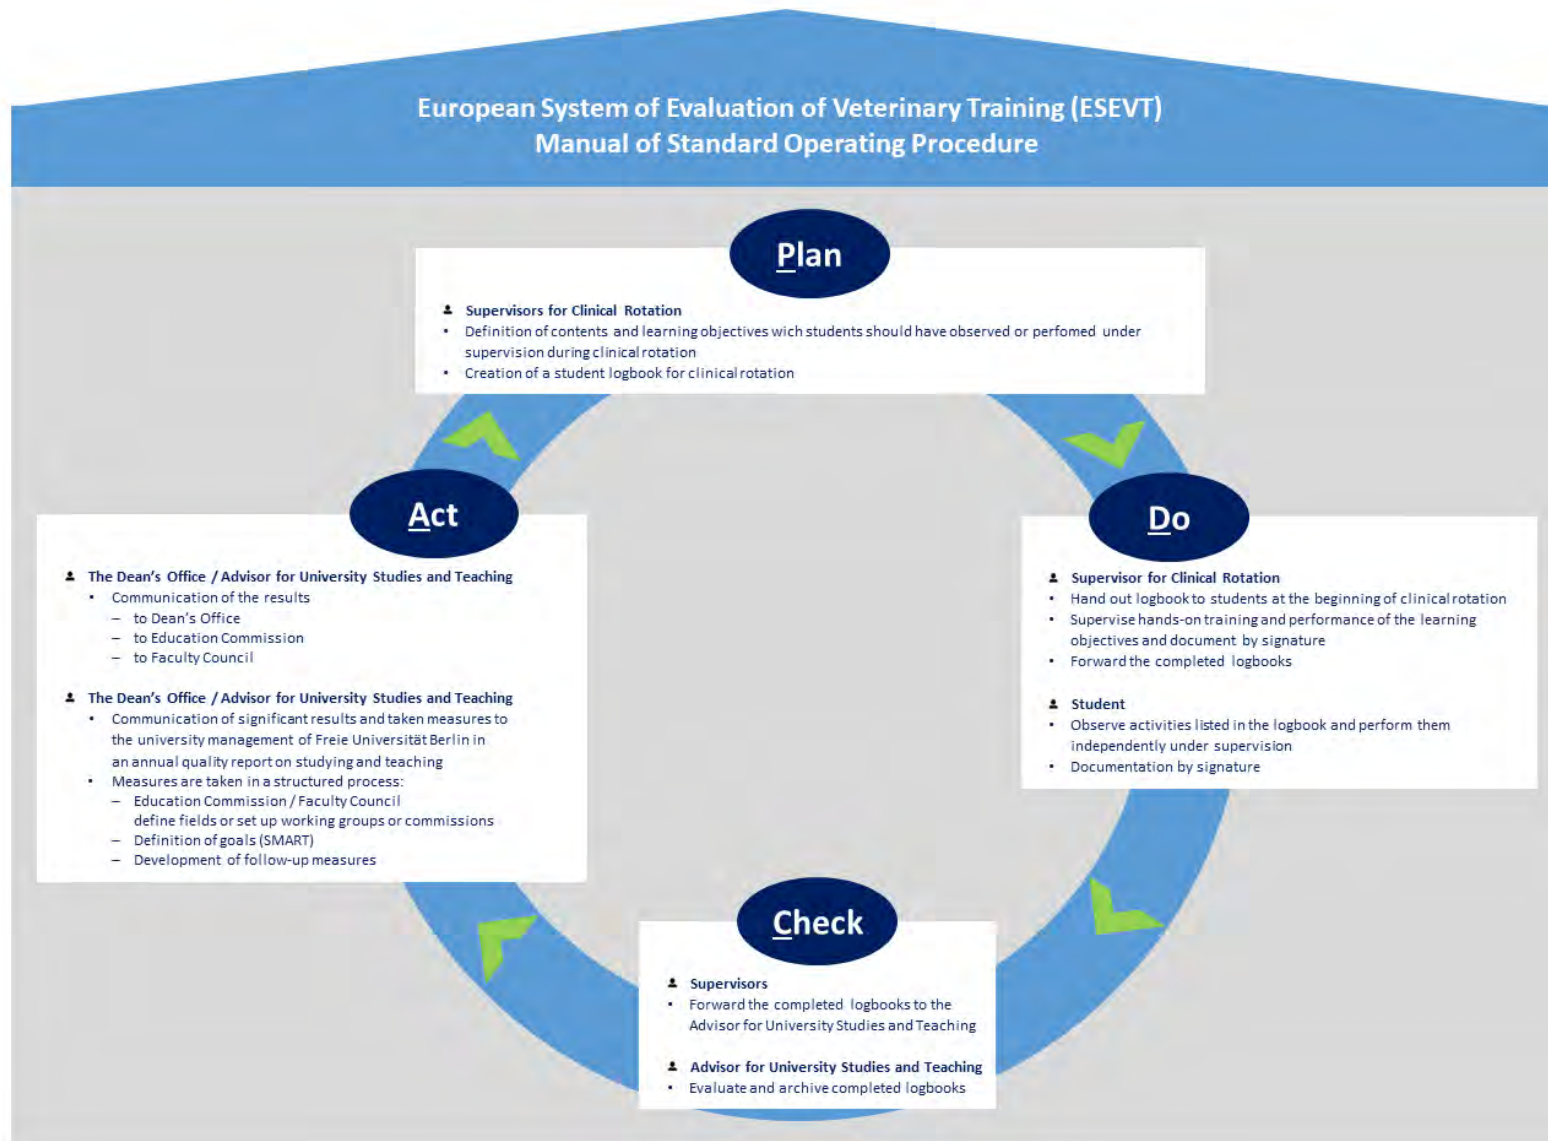 European System of Evaluation of Veterinary Training (ESEVT)
Manual of Standard Operating Procedure
Plan
Supervisors for Clinical Rotation
• Definition of contents and learning objectives wich students should have observed or perfomed under
supervision during clinical rotation
• Creation of a student logbook for clinical rotation
Do
Supervisor for Clinical Rotation
• Hand out logbook to students at the beginning of clinical rotation
• Supervise hands-on training and performance of the learning
objectives and document by signature
• Forward the completed logbooks
Student
• Observe activities listed in the logbook and perform them
independently under supervision
• Documentation by signature
Check
Supervisors
• Forward the completed logbooks to the
Advisor for University Studies and Teaching
Advisor for University Studies and Teaching
• Evaluate and archive completed logbooks
Act
The Dean's Office / Advisor for University Studies and Teaching
• Communication of the results
– to Dean's Office
– to Education Commission
– to Faculty Council
The Dean's Office / Advisor for University Studies and Teaching
• Communication of significant results and taken measures to
the university management of Freie Universität Berlin in
an annual quality report on studying and teaching
• Measures are taken in a structured process:
– Education Commission / Faculty Council
define fields or set up working groups or commissions
– Definition of goals (SMART)
– Development of follow-up measures